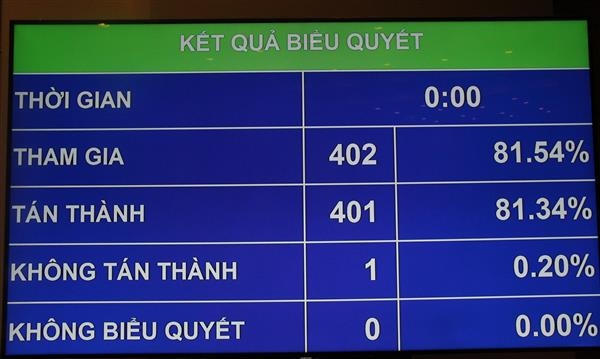 KẾT QUẢ BIỂU QUYẾT
THỜI GIAN 0:00
THAM GIA 402 81.54%
TÁN THÀNH 401 81.34%
KHÔNG TÁN THÀNH 1 0.20%
KHÔNG BIỂU QUYẾT 0 0.00%